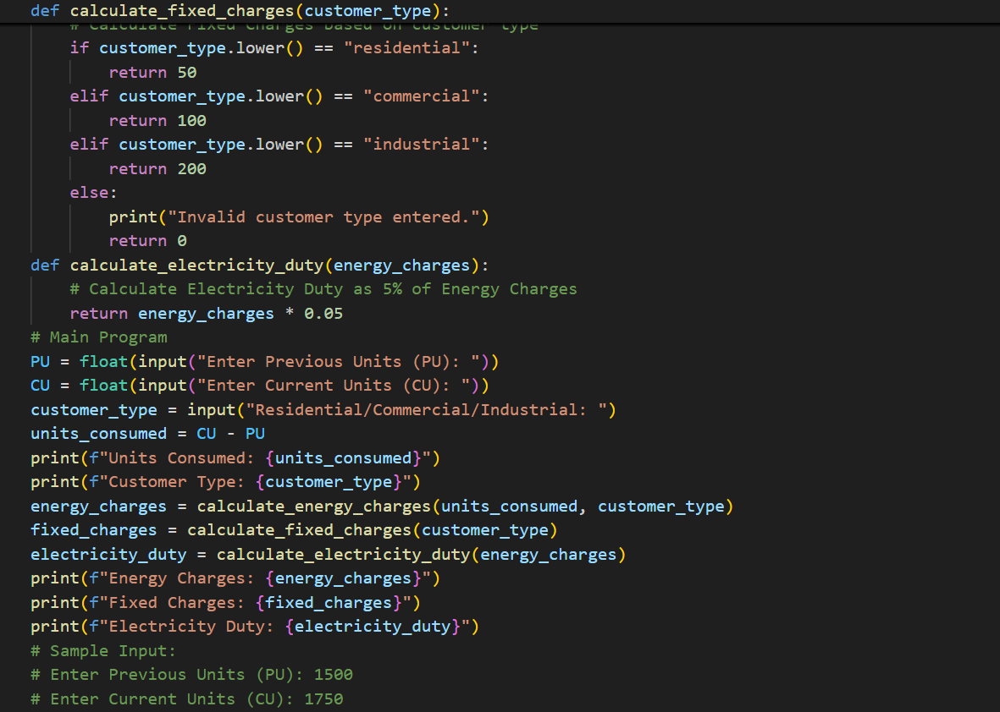 def calculate_fixed_charges(customer_type):
# Calculate Fixed Charges based on customer type
if customer_type.lower() == "residential":
return 50
elif customer_type.lower() == "commercial":
return 100
elif customer_type.lower() == "industrial":
return 200
else:
print("Invalid customer type entered.")
return 0
def calculate_electricity_duty(energy_charges):
# Calculate Electricity Duty as 5% of Energy Charges
return energy_charges * 0.05
# Main Program
PU = float(input("Enter Previous Units (PU): "))
CU = float(input("Enter Current Units (CU): "))
customer_type = input("Residential/Commercial/Industrial: ")
units_consumed = CU - PU
print(f"Units Consumed: {units_consumed}")
print(f"Customer Type: {customer_type}")
energy_charges = calculate_energy_charges(units_consumed, customer_type)
fixed_charges = calculate_fixed_charges(customer_type)
electricity_duty = calculate_electricity_duty(energy_charges)
print(f"Energy Charges: {energy_charges}")
print(f"Fixed Charges: {fixed_charges}")
print(f"Electricity Duty: {electricity_duty}")
# Sample Input:
# Enter Previous Units (PU): 1500
# Enter Current Units (CU): 1750